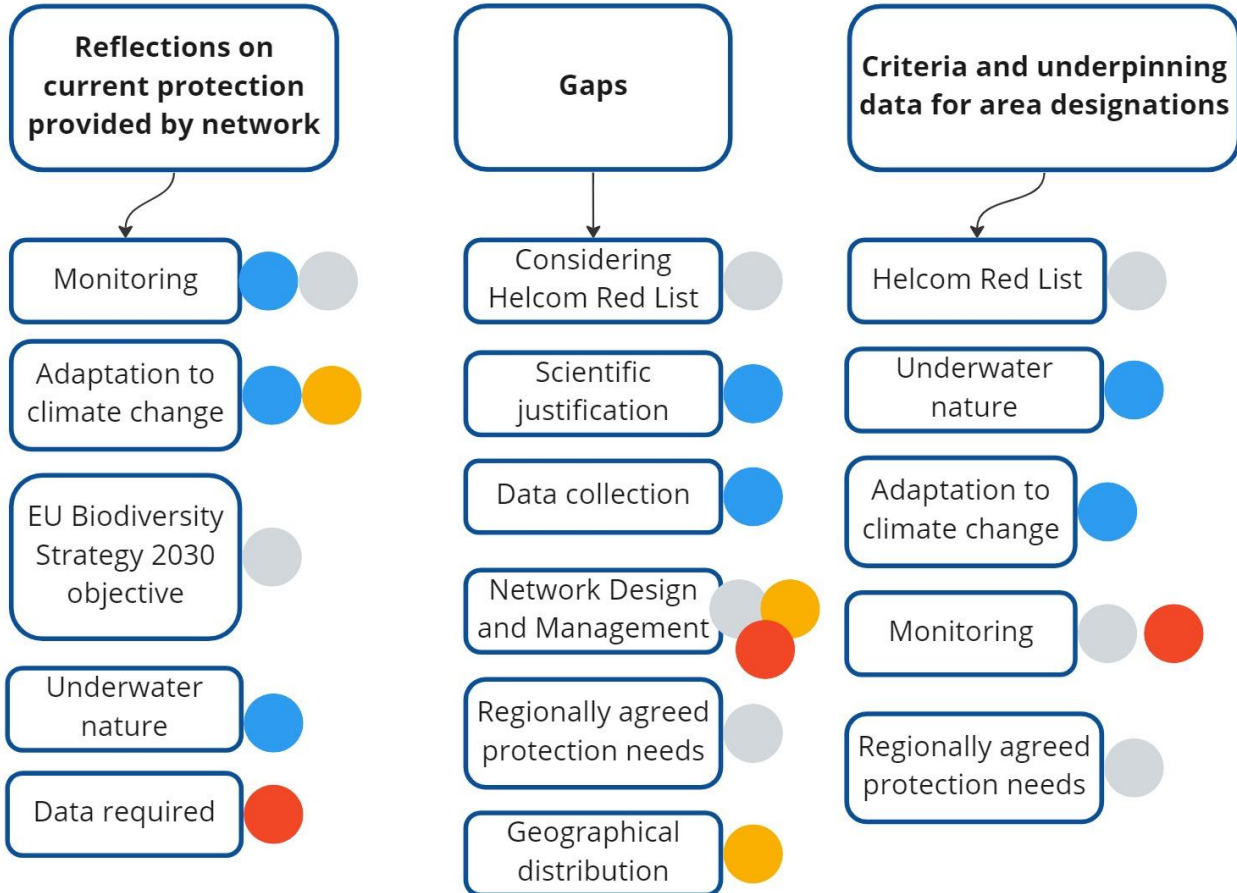 Reflections on
current protection
provided by network
Monitoring
Adaptation to
climate change
EU Biodiversity
Strategy 2030
objective
Underwater
nature
Data required
Gaps
Considering
Helcom Red List
Scientific
justification
Data collection
Network Design
and Management
Regionally agreed
protection needs
Geographical
distribution
Criteria and underpinning
data for area designations
Helcom Red List
Underwater
nature
Adaptation to
climate change
Monitoring
Regionally agreed
protection needs